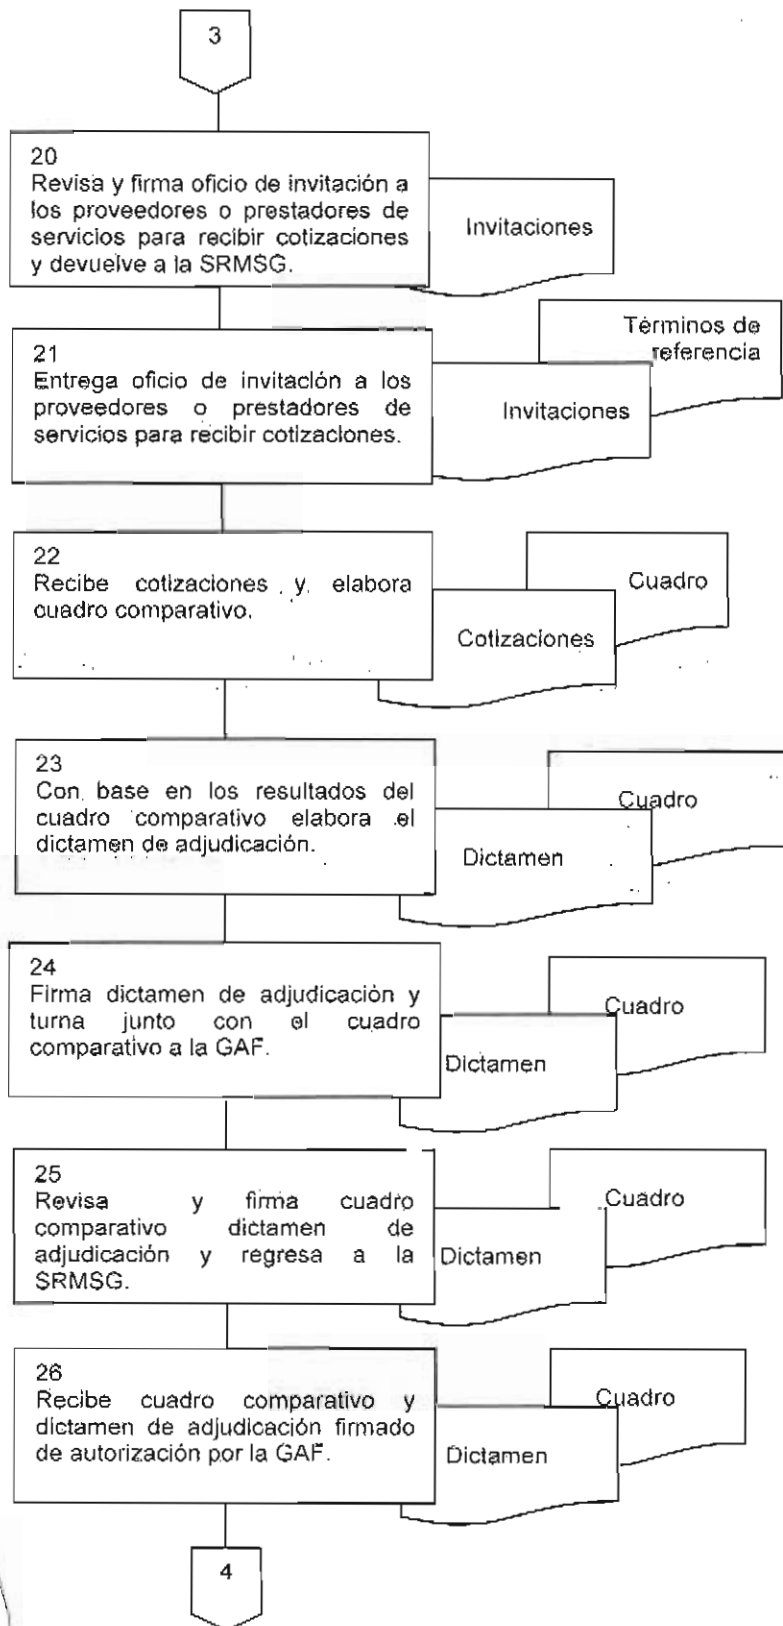 3
20
Revisa y firma oficio de invitación a
los proveedores o prestadores de
servicios para recibir cotizaciones
y devuelve a la SRMSG.
Invitaciones
Términos de
referencia
21
Entrega oficio de invitación a los
proveedores o prestadores de
servicios para recibir cotizaciones.
Invitaciones
22
Recibe cotizaciones y elabora
cuadro comparativo.
Cuadro
Cotizaciones
23
Con base en los resultados del
cuadro comparativo elabora el
dictamen de adjudicación.
Cuadro
Dictamen
24
Firma dictamen de adjudicación y
turna junto con el cuadro
comparativo a la GAF.
Cuadro
Dictamen
25
Revisa y firma cuadro
comparativo dictamen de
adjudicación y regresa a la
SRMSG.
Cuadro
Dictamen
26
Recibe cuadro comparativo y
dictamen de adjudicación firmado
de autorización por la GAF.
Cuadro
Dictamen
4